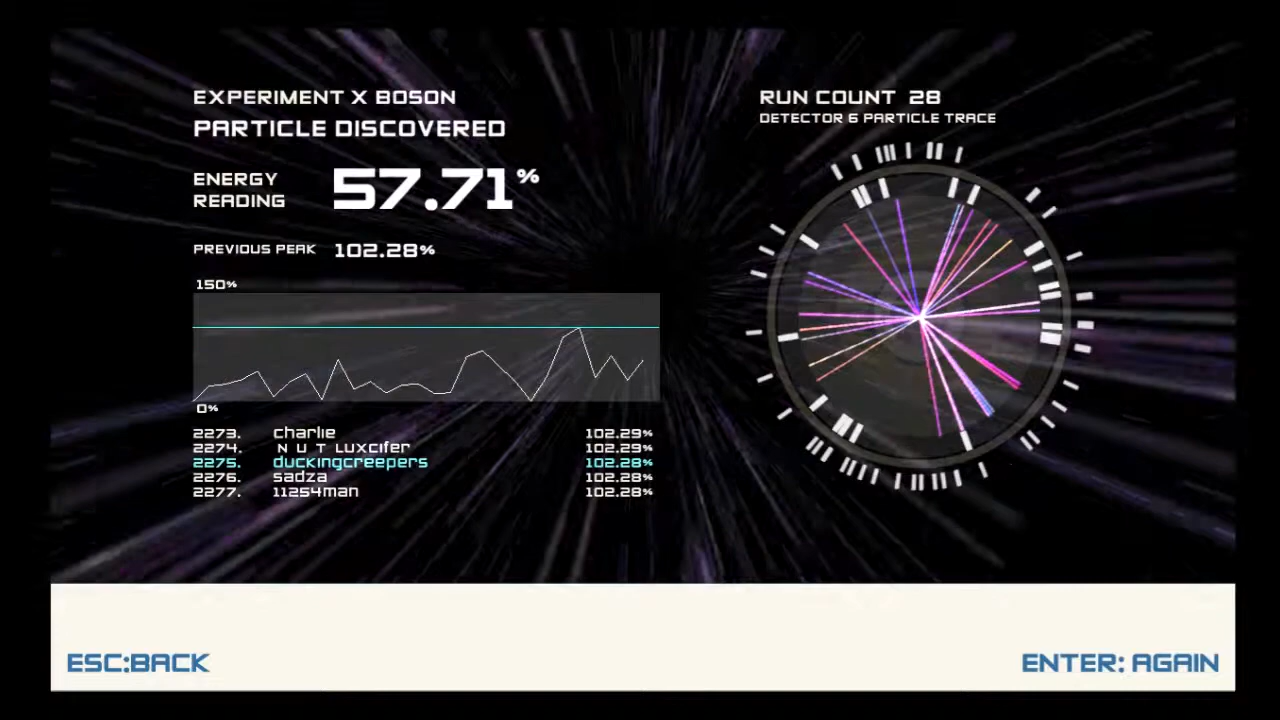 EXPERIMENT X BOSON
PARTICLE DISCOVERED
ENERGY READING 57.71%
PREVIOUS PEAK 102.28%
150%
0%
2273. charlie 102.29%
2274. N U T Luxcifer 102.29%
2275. duckingcreepers 102.28%
2276. sadza 102.28%
2277. 11254man 102.28%
RUN COUNT 28
DETECTOR 6 PARTICLE TRACE
ESC:BACK
ENTER: AGAIN